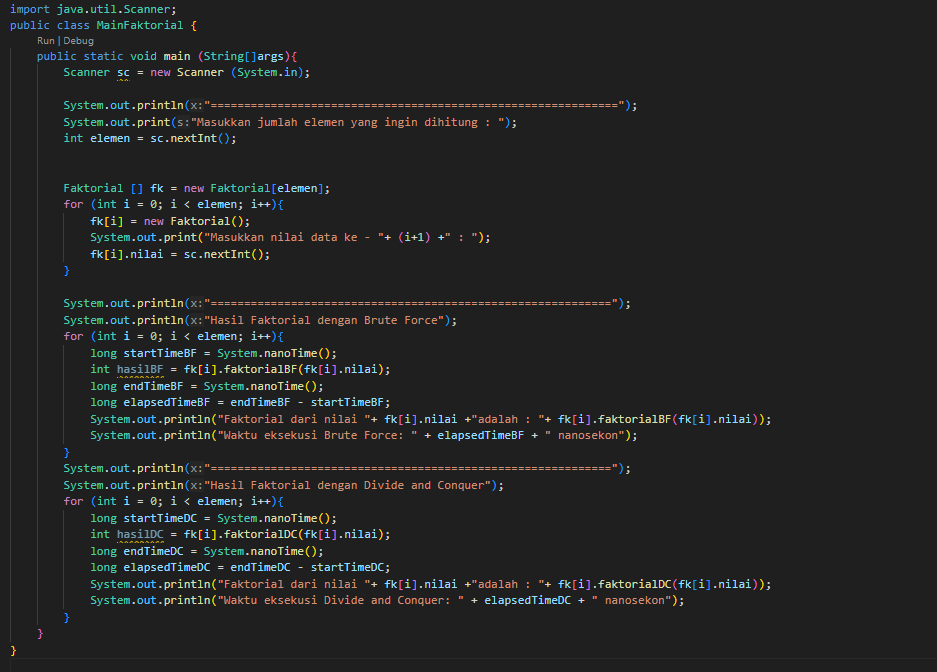 import java.util.Scanner;
public class MainFaktorial {
Run | Debug
public static void main (String[]args){
Scanner sc = new Scanner (System.in);
System.out.println(x:"=============================================================");
System.out.print(s:"Masukkan jumlah elemen yang ingin dihitung : ");
int elemen = sc.nextInt();
Faktorial [] fk = new Faktorial[elemen];
for (int i = 0; i < elemen; i++){
fk[i] = new Faktorial();
System.out.print("Masukkan nilai data ke - "+ (i+1) +" : ");
fk[i].nilai = sc.nextInt();
}
System.out.println(x:"============================================================");
System.out.println(x:"Hasil Faktorial dengan Brute Force");
for (int i = 0; i < elemen; i++){
long startTimeBF = System.nanoTime();
int hasilBF = fk[i].faktorialBF(fk[i].nilai);
long endTimeBF = System.nanoTime();
long elapsedTimeBF = endTimeBF - startTimeBF;
System.out.println("Faktorial dari nilai "+ fk[i].nilai +"adalah : "+ fk[i].faktorialBF(fk[i].nilai));
System.out.println("Waktu eksekusi Brute Force: " + elapsedTimeBF + " nanosekon");
}
System.out.println(x:"============================================================");
System.out.println(x:"Hasil Faktorial dengan Divide and Conquer");
for (int i = 0; i < elemen; i++){
long startTimeDC = System.nanoTime();
int hasilDC = fk[i].faktorialDC(fk[i].nilai);
long endTimeDC = System.nanoTime();
long elapsedTimeDC = endTimeDC - startTimeDC;
System.out.println("Faktorial dari nilai "+ fk[i].nilai +"adalah : "+ fk[i].faktorialDC(fk[i].nilai));
System.out.println("Waktu eksekusi Divide and Conquer: " + elapsedTimeDC + " nanosekon");
}
}
}